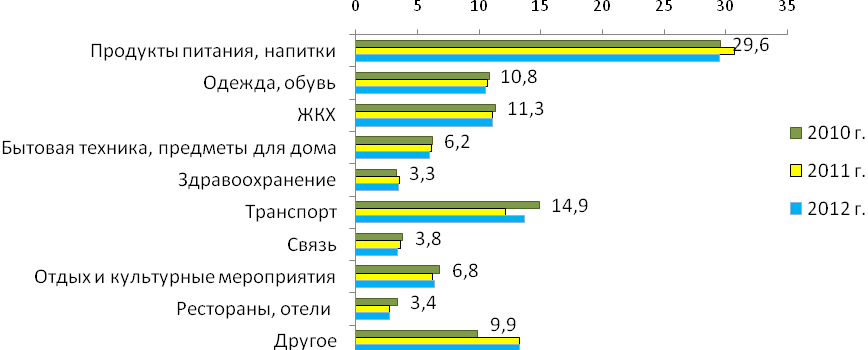 0 5 10 15 20 25 30 35
Продукты питания, напитки 29,6
Одежда, обувь 10,8
ЖКХ 11,3
Бытовая техника, предметы для дома 6,2
Здравоохранение 3,3
Транспорт 14,9
Связь 3,8
Отдых и культурные мероприятия 6,8
Рестораны, отели 3,4
Другое 9,9
2010 г.
2011 г.
2012 г.